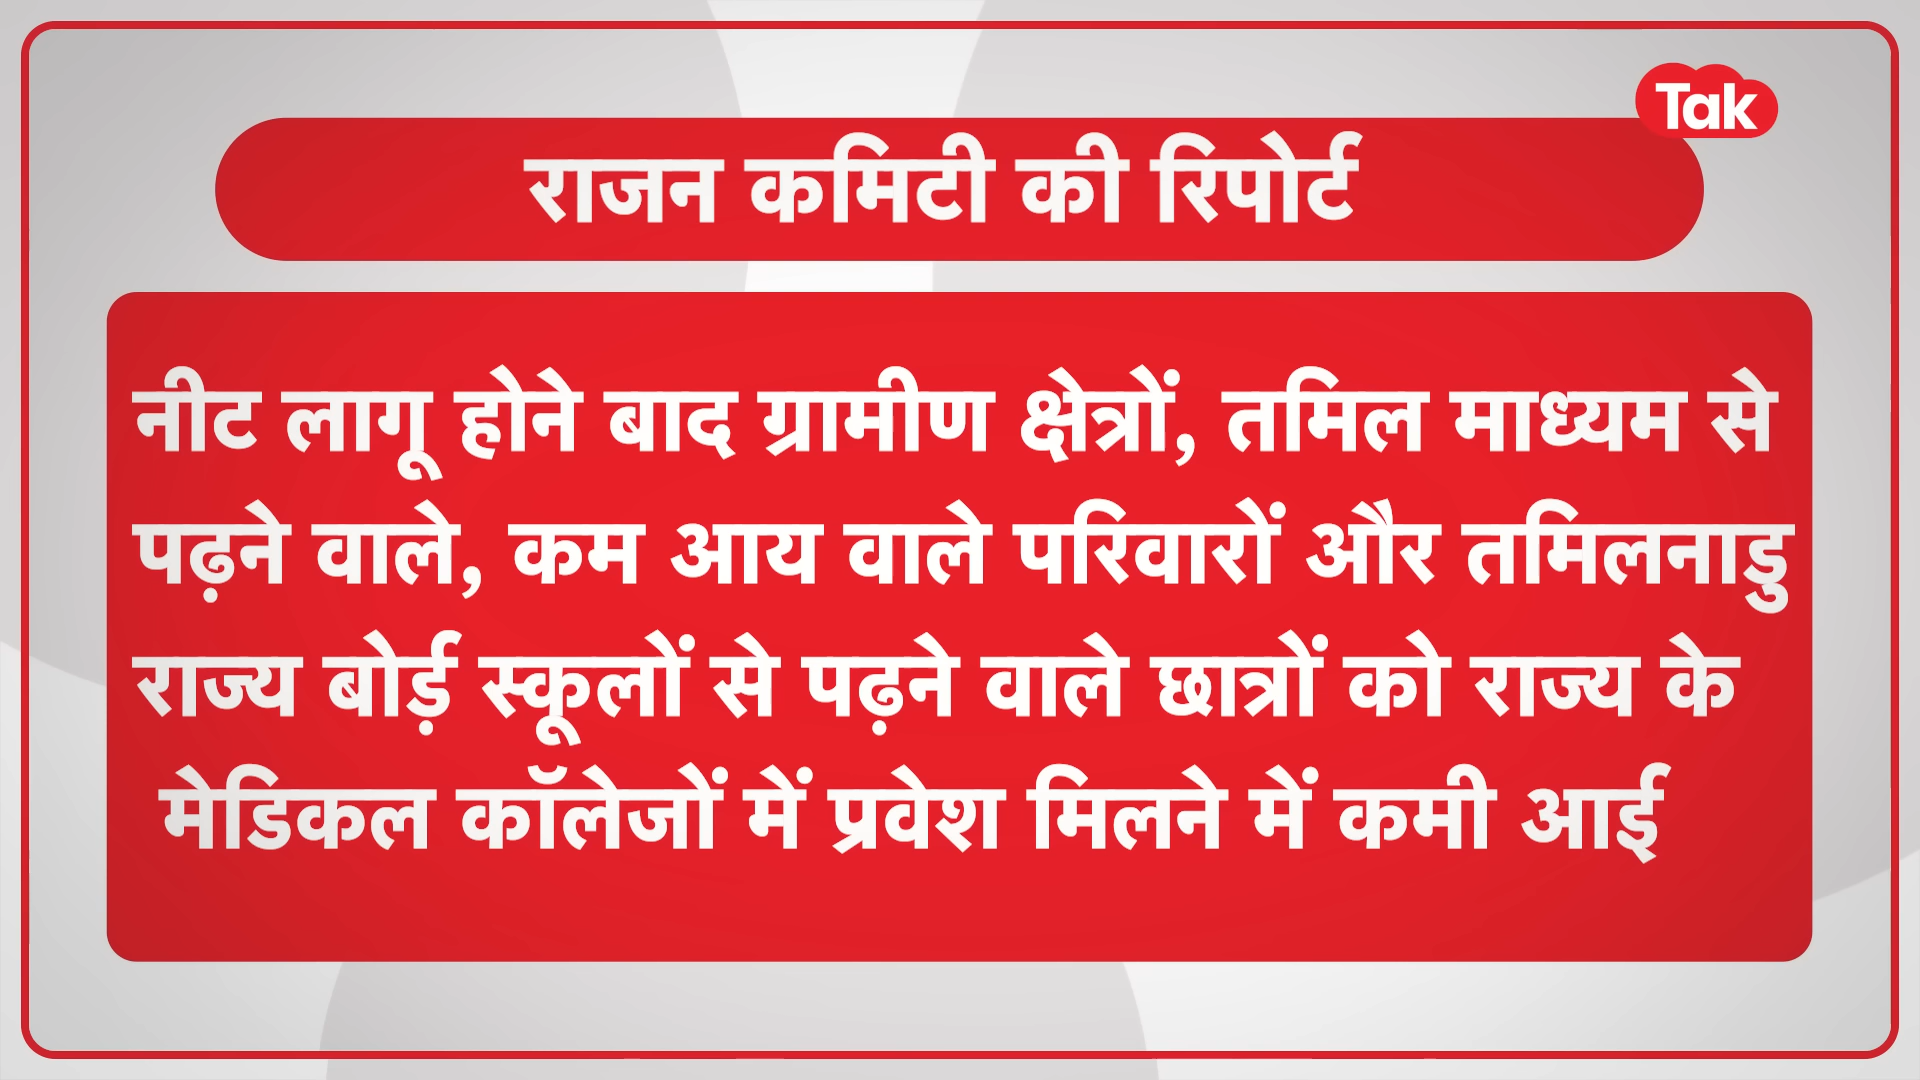 Tak
राजन कमिटी की रिपोर्ट
नीट लागू होने बाद ग्रामीण क्षेत्रों, तमिल माध्यम से
पढ़ने वाले, कम आय वाले परिवारों और तमिलनाडु
राज्य बोर्ड़ स्कूलों से पढ़ने वाले छात्रों को राज्य के
मेडिकल कॉलेजों में प्रवेश मिलने में कमी आई